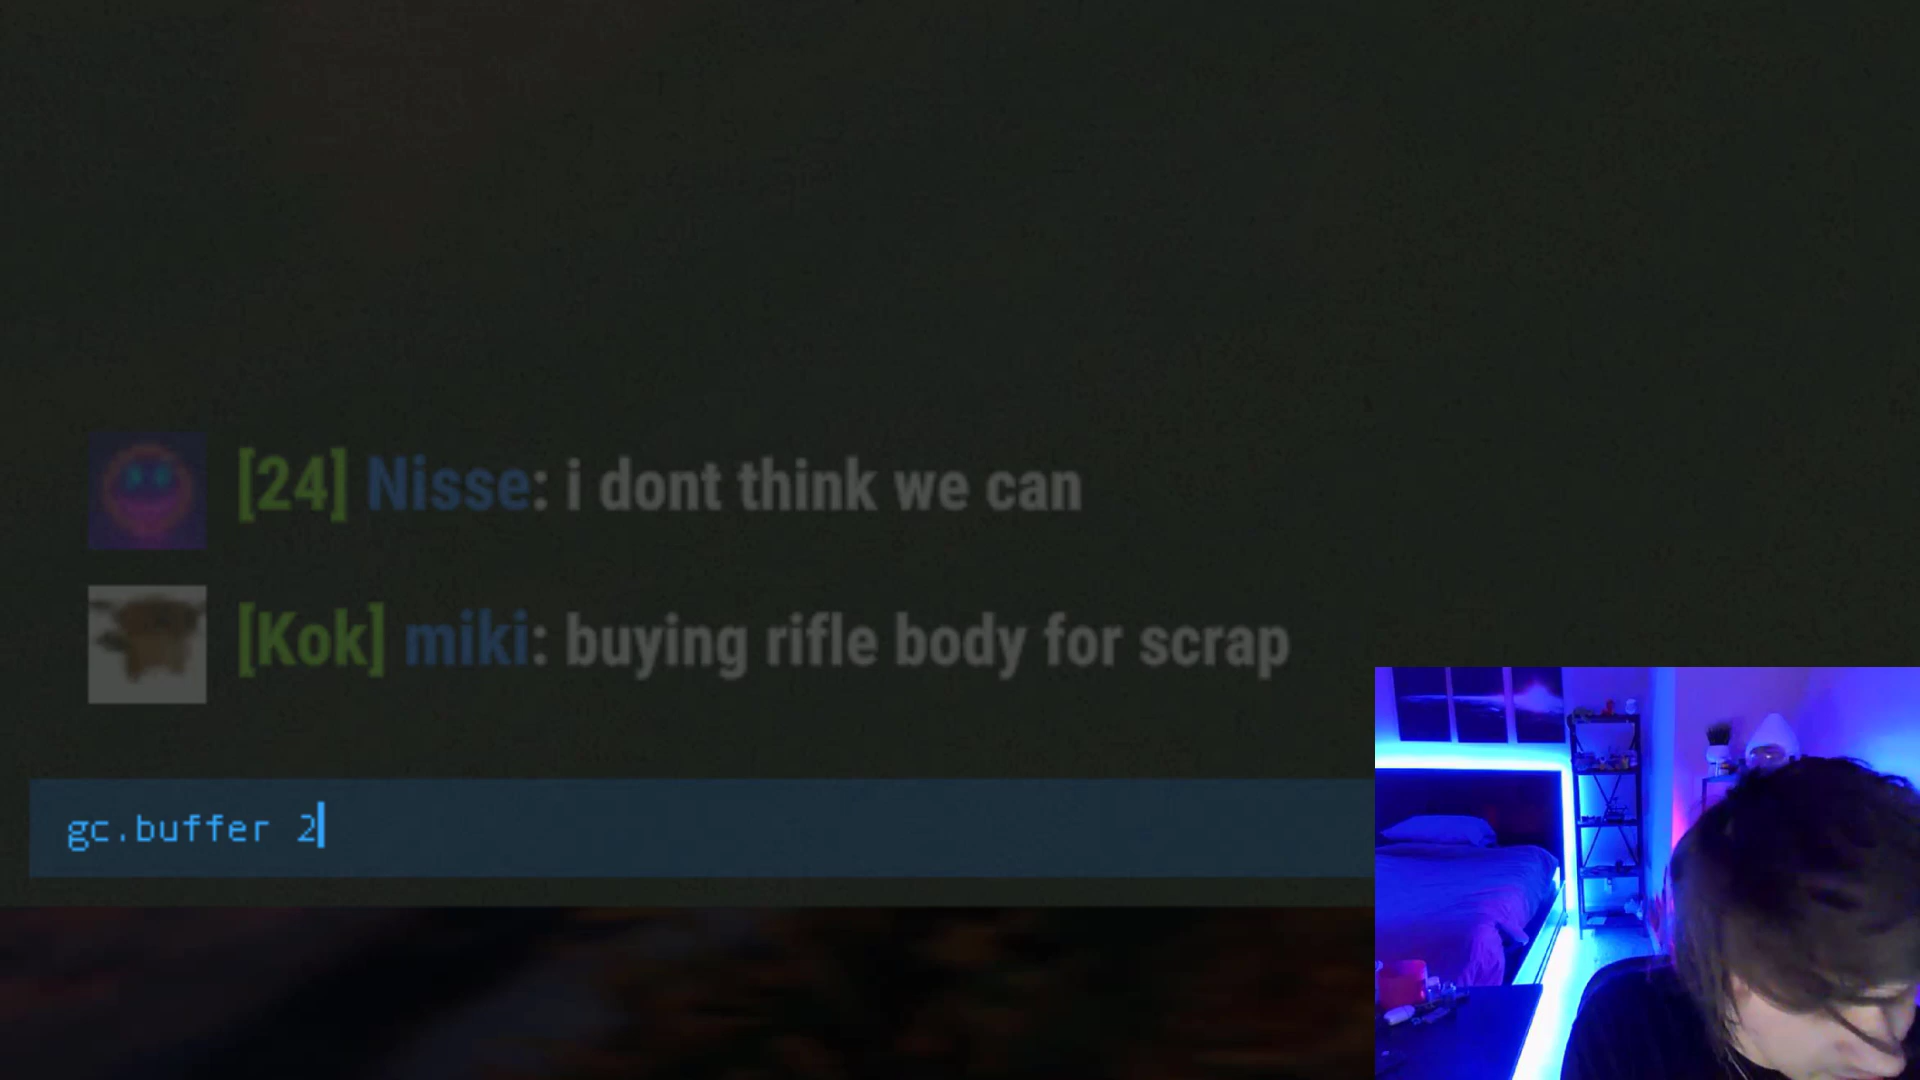 [24] Nisse: i dont think we can
[Kok] miki: buying rifle body for scrap
gc.buffer 2